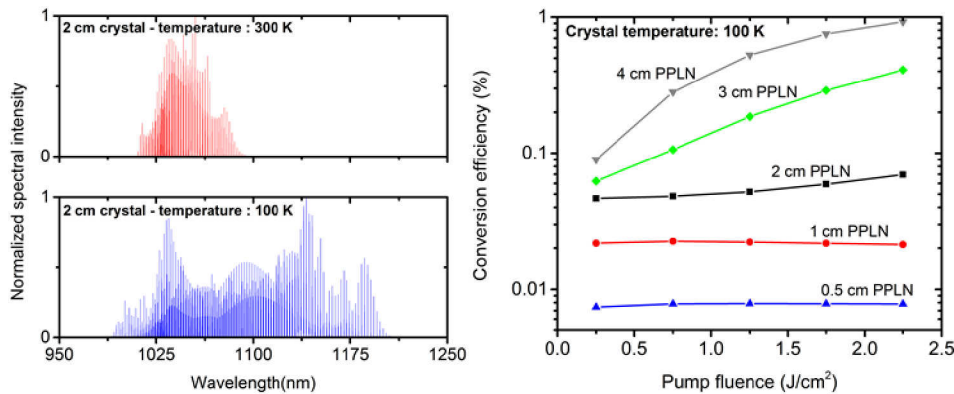 2 cm crystal - temperature : 300 K
1
0
2 cm crystal - temperature : 100 K
1
0
950 1025 1100 1175 1250
Wavelength(nm)
Normalized spectral intensity
Crystal temperature: 100 K
1
0.1
0.01
4 cm PPLN
3 cm PPLN
2 cm PPLN
1 cm PPLN
0.5 cm PPLN
0.0 0.5 1.0 1.5 2.0 2.5
Pump fluence (J/cm²)
Conversion efficiency (%)